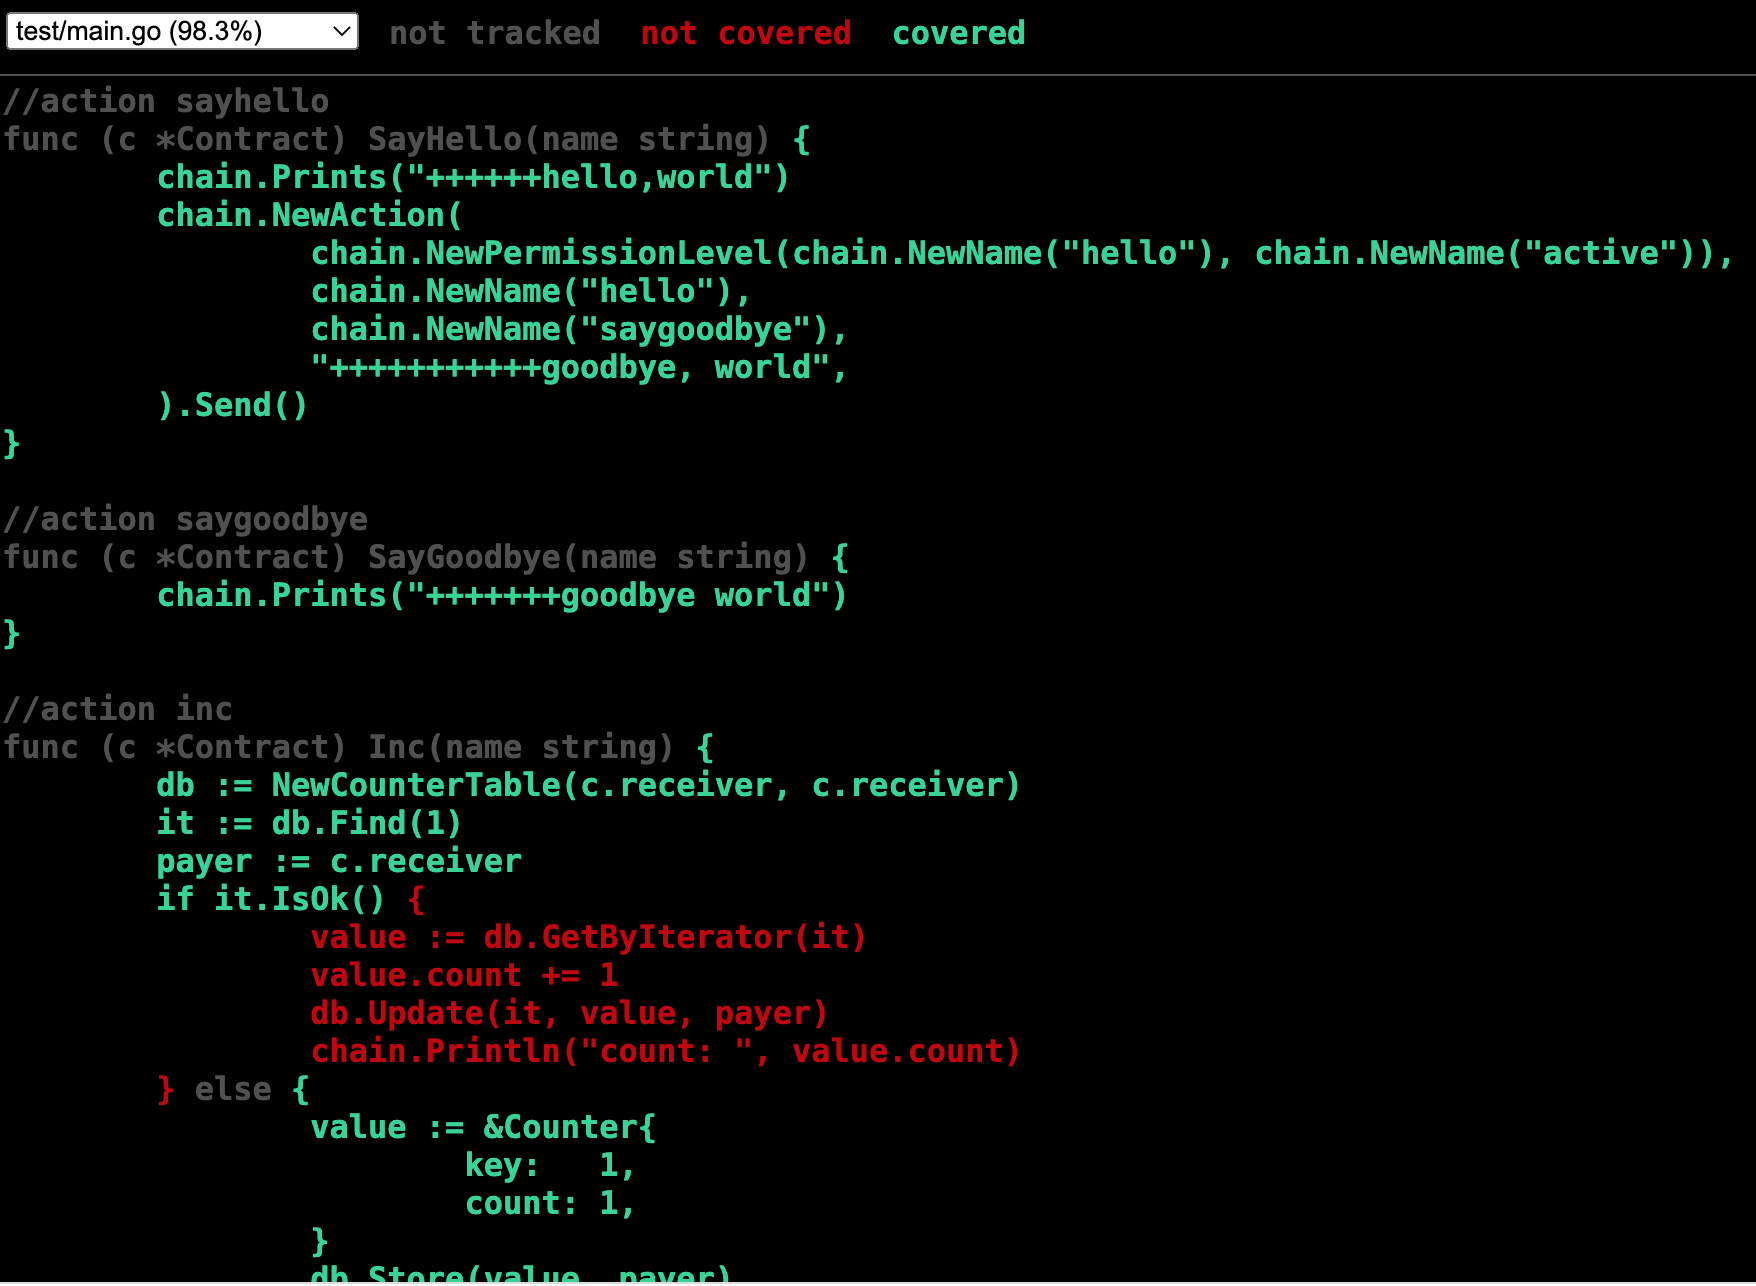 test/main.go (98.3%) not tracked not covered covered
//action sayhello
func (c *Contract) SayHello(name string) {
        chain.Prints("++++++hello,world")
        chain.NewAction(
                chain.NewPermissionLevel(chain.NewName("hello"), chain.NewName("active")),
                chain.NewName("hello"),
                chain.NewName("saygoodbye"),
                "+++++++++++goodbye, world",
        ).Send()
}
//action saygoodbye
func (c *Contract) SayGoodbye(name string) {
        chain.Prints("+++++++goodbye world")
}
//action inc
func (c *Contract) Inc(name string) {
        db := NewCounterTable(c.receiver, c.receiver)
        it := db.Find(1)
        payer := c.receiver
        if it.IsOk() {
                value := db.GetByIterator(it)
                value.count += 1
                db.Update(it, value, payer)
                chain.Println("count: ", value.count)
        } else {
                value := &Counter{
                        key:   1,
                        count: 1,
                }
                db.Store(value, payer)